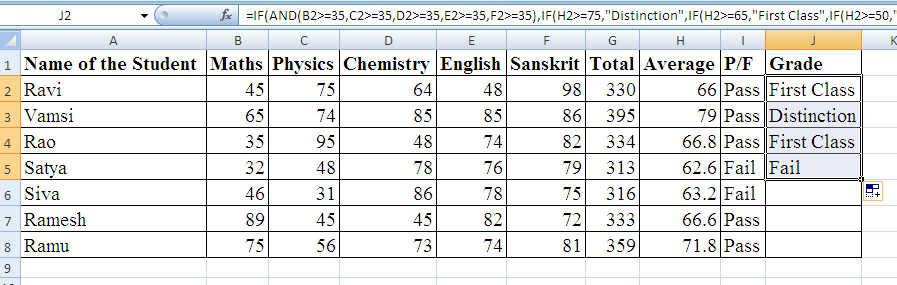 J2 fx =IF(AND(B2>=35,C2>=35,D2>=35,E2>=35,F2>=35),IF(H2>=75,"Distinction",IF(H2>=65,"First Class",IF(H2>=50,"
A B C D E F G H I J K
1 Name of the Student Maths Physics Chemistry English Sanskrit Total Average P/F Grade
2 Ravi 45 75 64 48 98 330 66 Pass First Class
3 Vamsi 65 74 85 85 86 395 79 Pass Distinction
4 Rao 35 95 48 74 82 334 66.8 Pass First Class
5 Satya 32 48 78 76 79 313 62.6 Fail Fail
6 Siva 46 31 86 78 75 316 63.2 Fail
7 Ramesh 89 45 45 82 72 333 66.6 Pass
8 Ramu 75 56 73 74 81 359 71.8 Pass
9